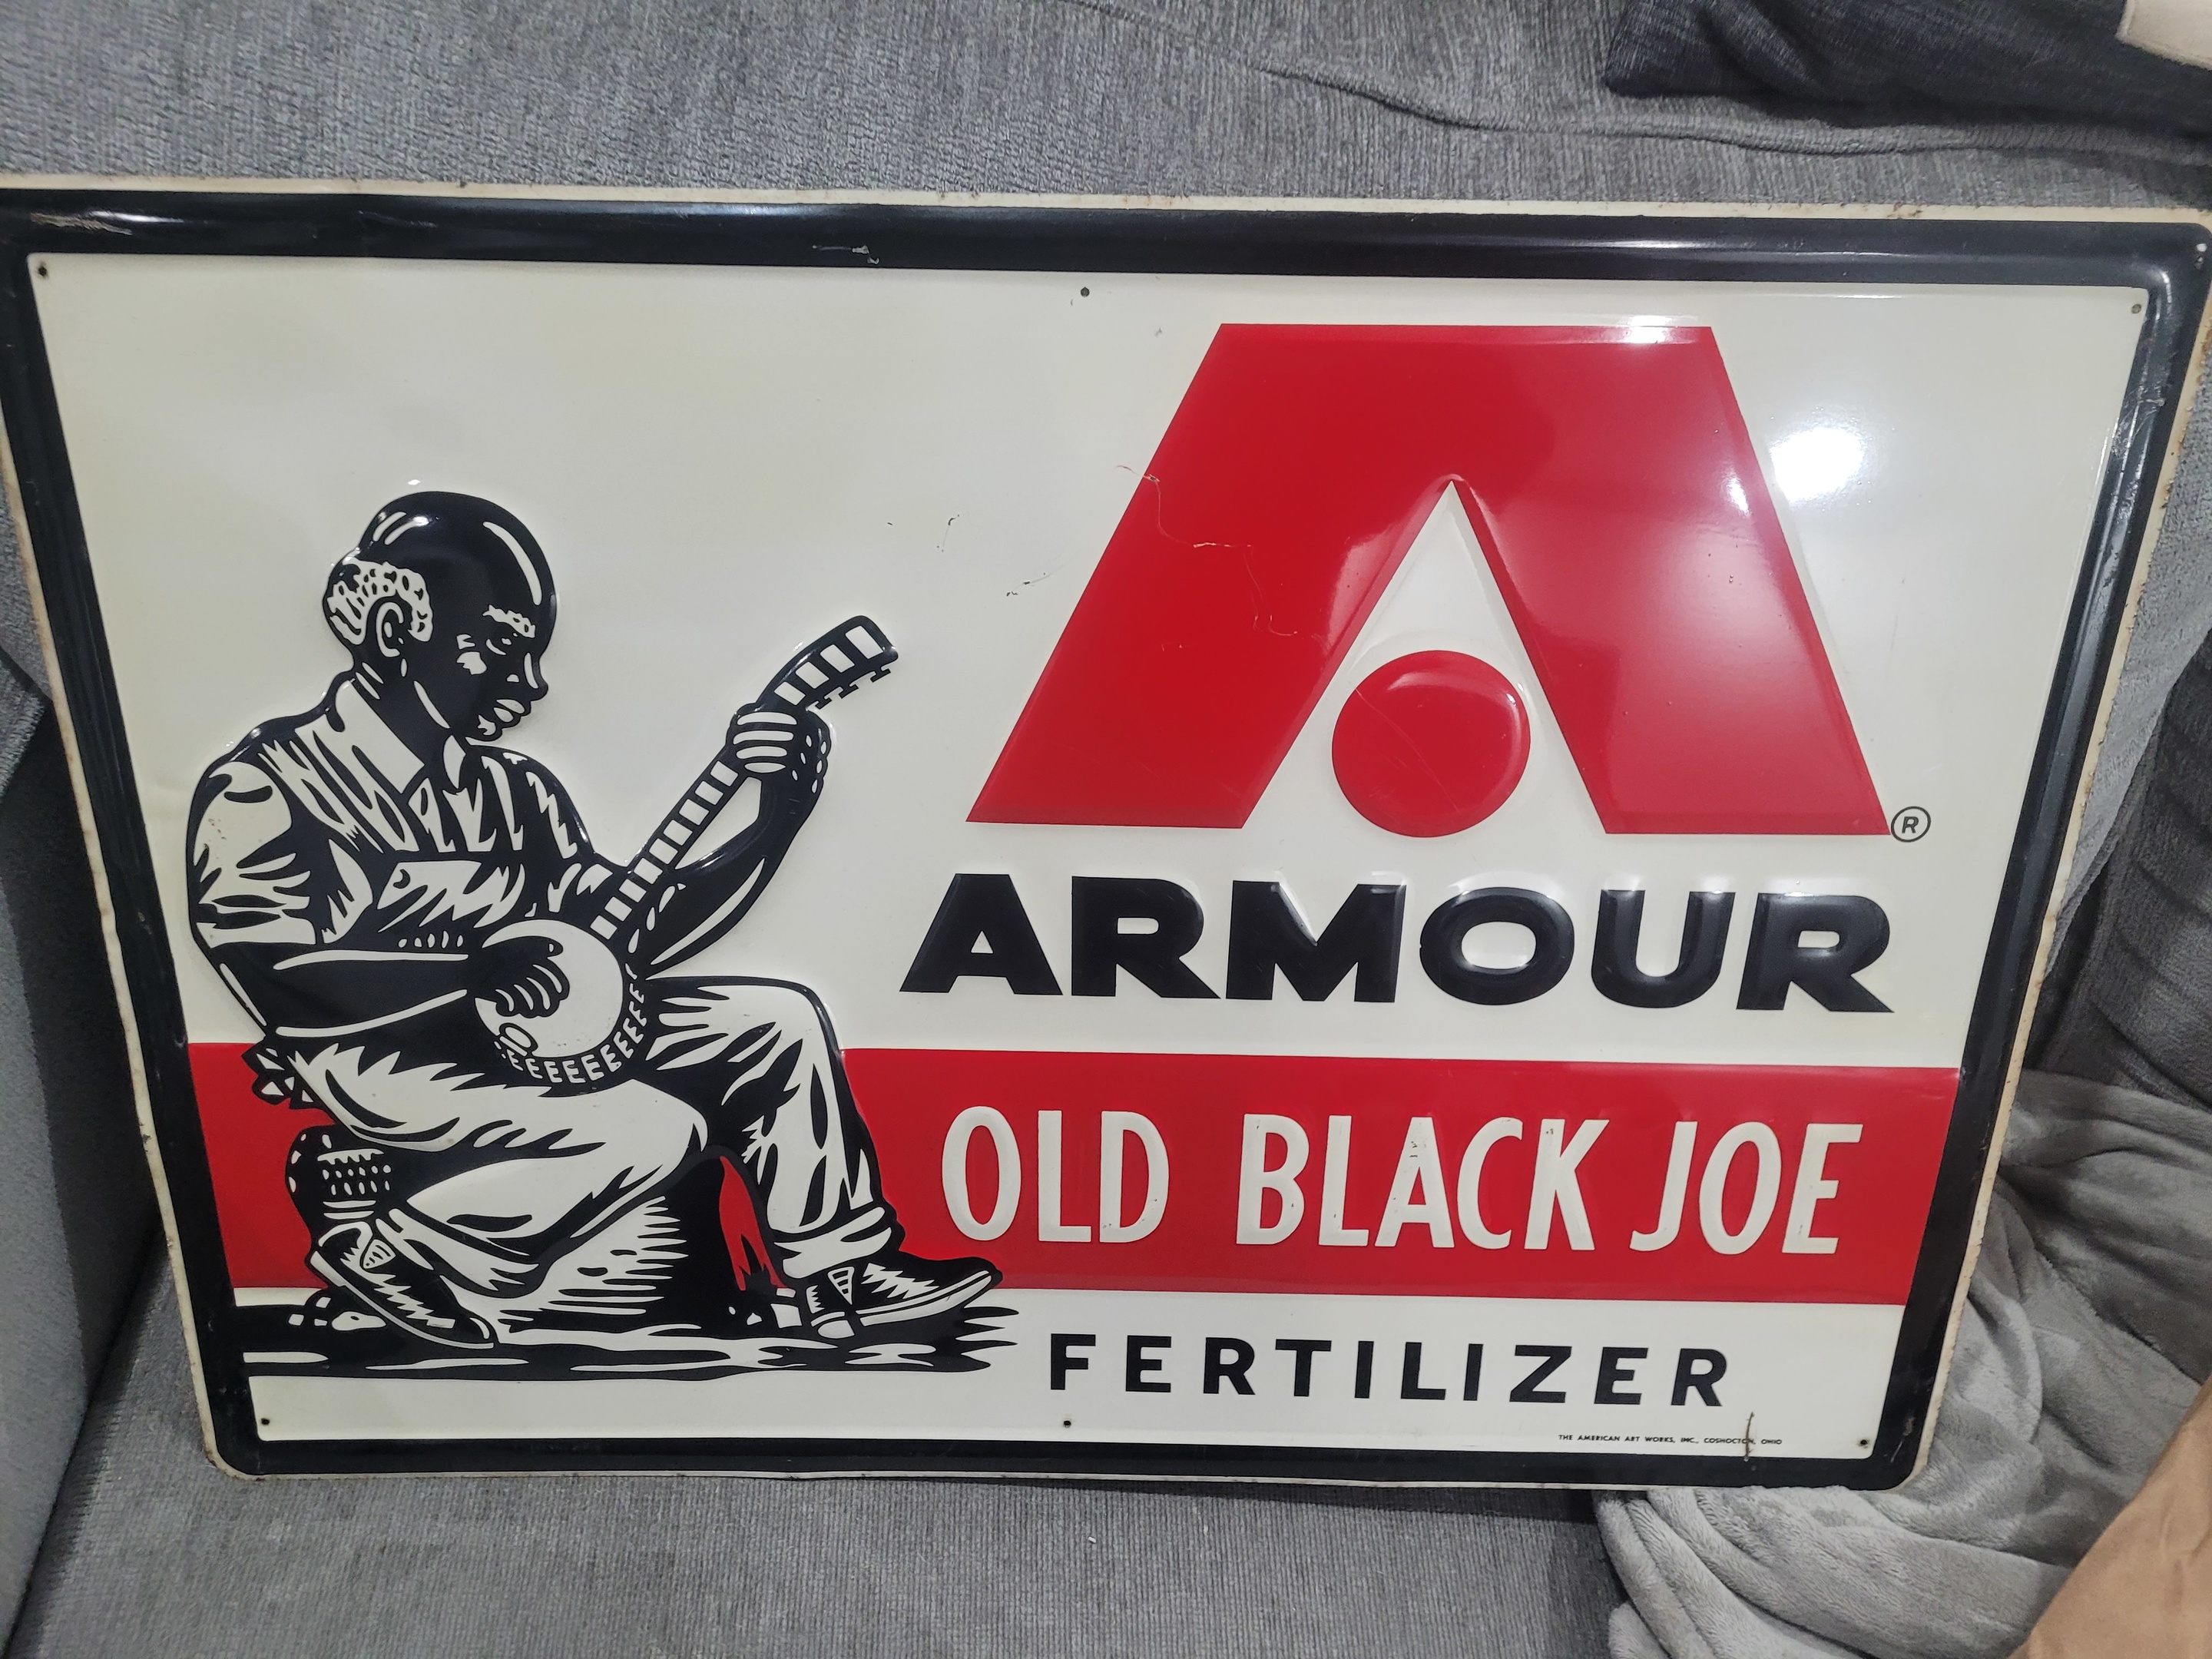 ®
ARMOUR
OLD BLACK JOE
FERTILIZER
THE AMERICAN ART WORKS, INC., COSHOCTON, OHIO